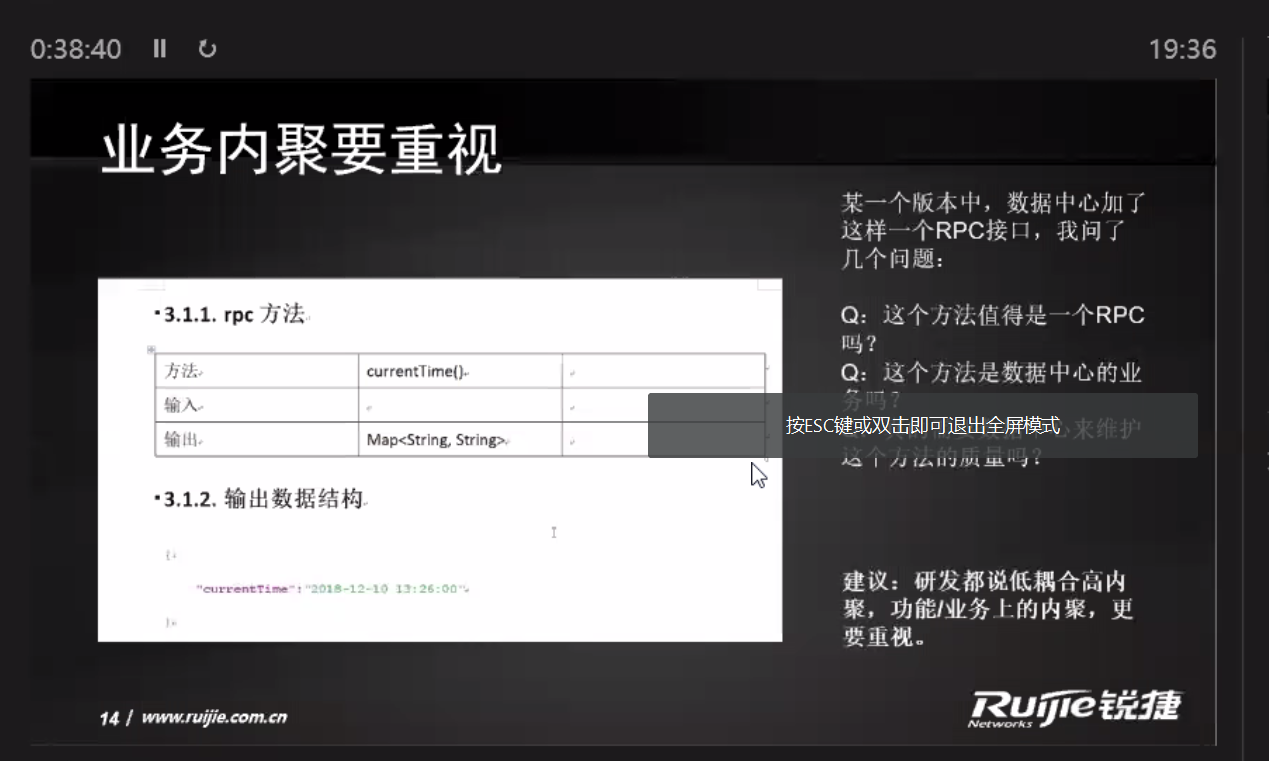 0:38:40
19:36
业务内聚要重视
某一个版本中，数据中心加了
这样一个RPC接口，我问了
几个问题：
Q：这个方法值得是一个RPC
吗？
Q：这个方法是数据中心的业
务吗？
按ESC键或双击即可退出全屏模式
心来维护
这个方法的质量吗？
建议：研发都说低耦合高内
聚，功能/业务上的内聚，更
要重视。
3.1.1. rpc 方法
方法 currentTime()
输入
输出 Map<String, String>
3.1.2. 输出数据结构
{
"currentTime":"2018-12-10 13:26:00"
}
14 / www.ruijie.com.cn
Ruijie锐捷
Networks